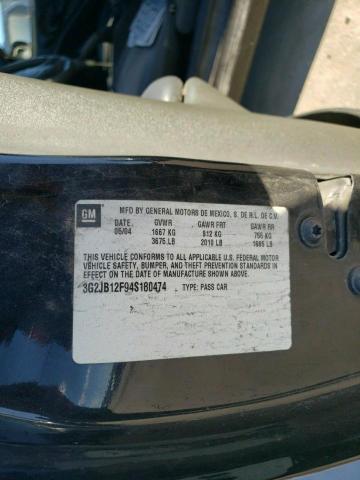 GM
MFD BY GENERAL MOTORS DE MEXICO, S. DE R.L. DE C.V.
DATE GVWR GAWR FRT GAWR RR
05/04 1667 KG 912 KG 755 KG
3675 LB 2010 LB 1665 LB
THIS VEHICLE CONFORMS TO ALL APPLICABLE U.S. FEDERAL MOTOR
VEHICLE SAFETY, BUMPER, AND THEFT PREVENTION STANDARDS IN
EFFECT ON THE DATE OF MANUFACTURE SHOWN ABOVE.
3G2JB12F94S180474 TYPE: PASS CAR